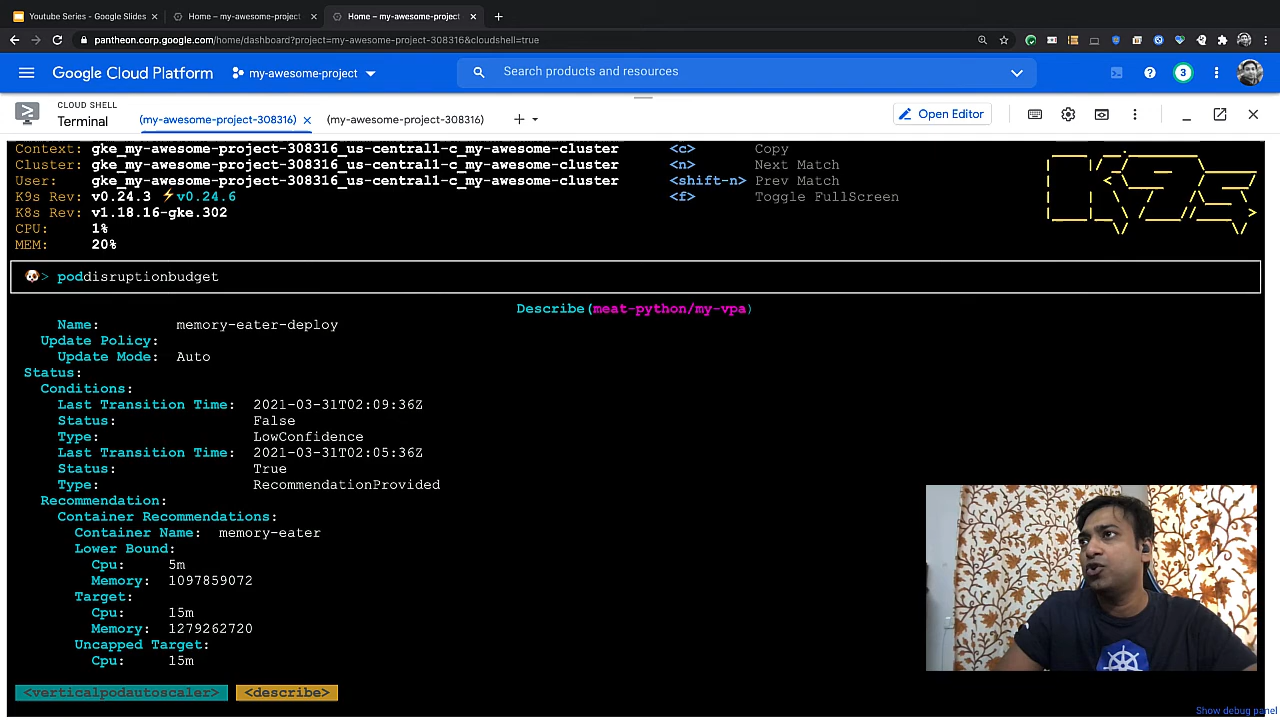 Youtube Series - Google Slides
Home – my-awesome-project
Home – my-awesome-project
pantheon.corp.google.com/home/dashboard?project=my-awesome-project-308316&cloudshell=true
Google Cloud Platform
my-awesome-project
Search products and resources
3
CLOUD SHELL
Terminal
(my-awesome-project-308316)
(my-awesome-project-308316)
Open Editor
Context: gke_my-awesome-project-308316_us-central1-c_my-awesome-cluster <c> Copy
Cluster: gke_my-awesome-project-308316_us-central1-c_my-awesome-cluster <n> Next Match
User: gke_my-awesome-project-308316_us-central1-c_my-awesome-cluster <shift-n> Prev Match
K9s Rev: v0.24.3 ⚡v0.24.6 <f> Toggle FullScreen
K8s Rev: v1.18.16-gke.302
CPU: 1%
MEM: 20%
K9s
🐶> poddisruptionbudget
Describe(meat-python/my-vpa)
Name: memory-eater-deploy
Update Policy:
Update Mode: Auto
Status:
Conditions:
Last Transition Time: 2021-03-31T02:09:36Z
Status: False
Type: LowConfidence
Last Transition Time: 2021-03-31T02:05:36Z
Status: True
Type: RecommendationProvided
Recommendation:
Container Recommendations:
Container Name: memory-eater
Lower Bound:
Cpu: 5m
Memory: 1097859072
Target:
Cpu: 15m
Memory: 1279262720
Uncapped Target:
Cpu: 15m
<verticalpodautoscaler> <describe>
Show debug panel